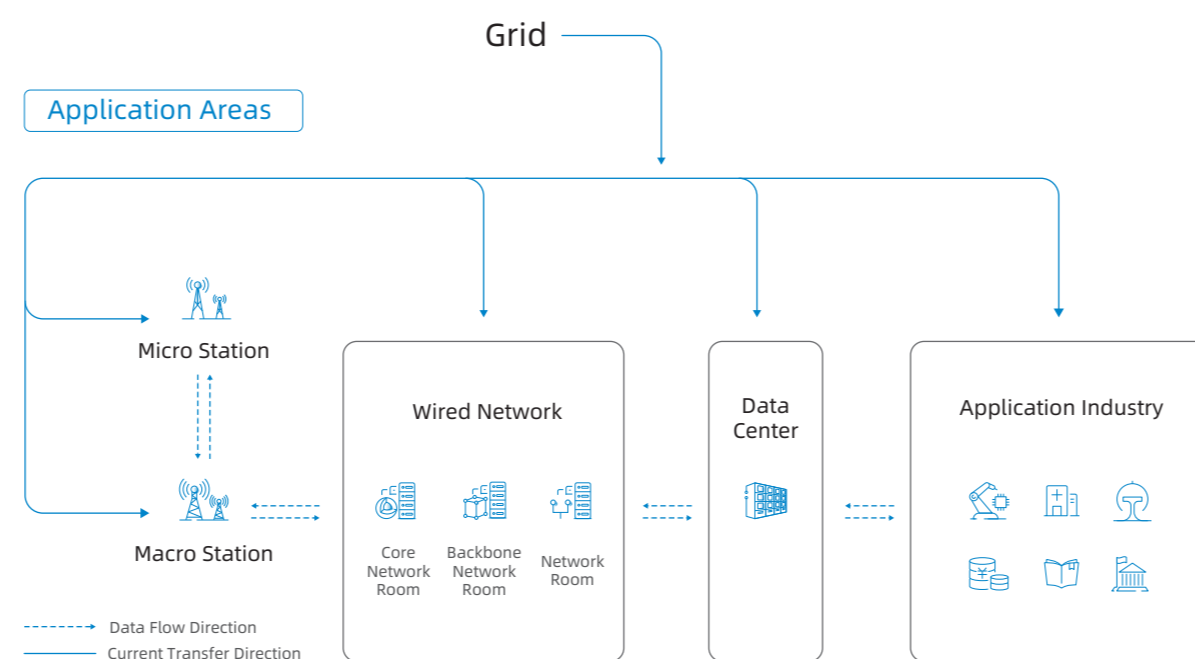 Grid
Application Areas
Micro Station
Macro Station
Wired Network
Core
Network
Room
Backbone
Network
Room
Network
Room
Data
Center
Application Industry
¥
Data Flow Direction
Current Transfer Direction